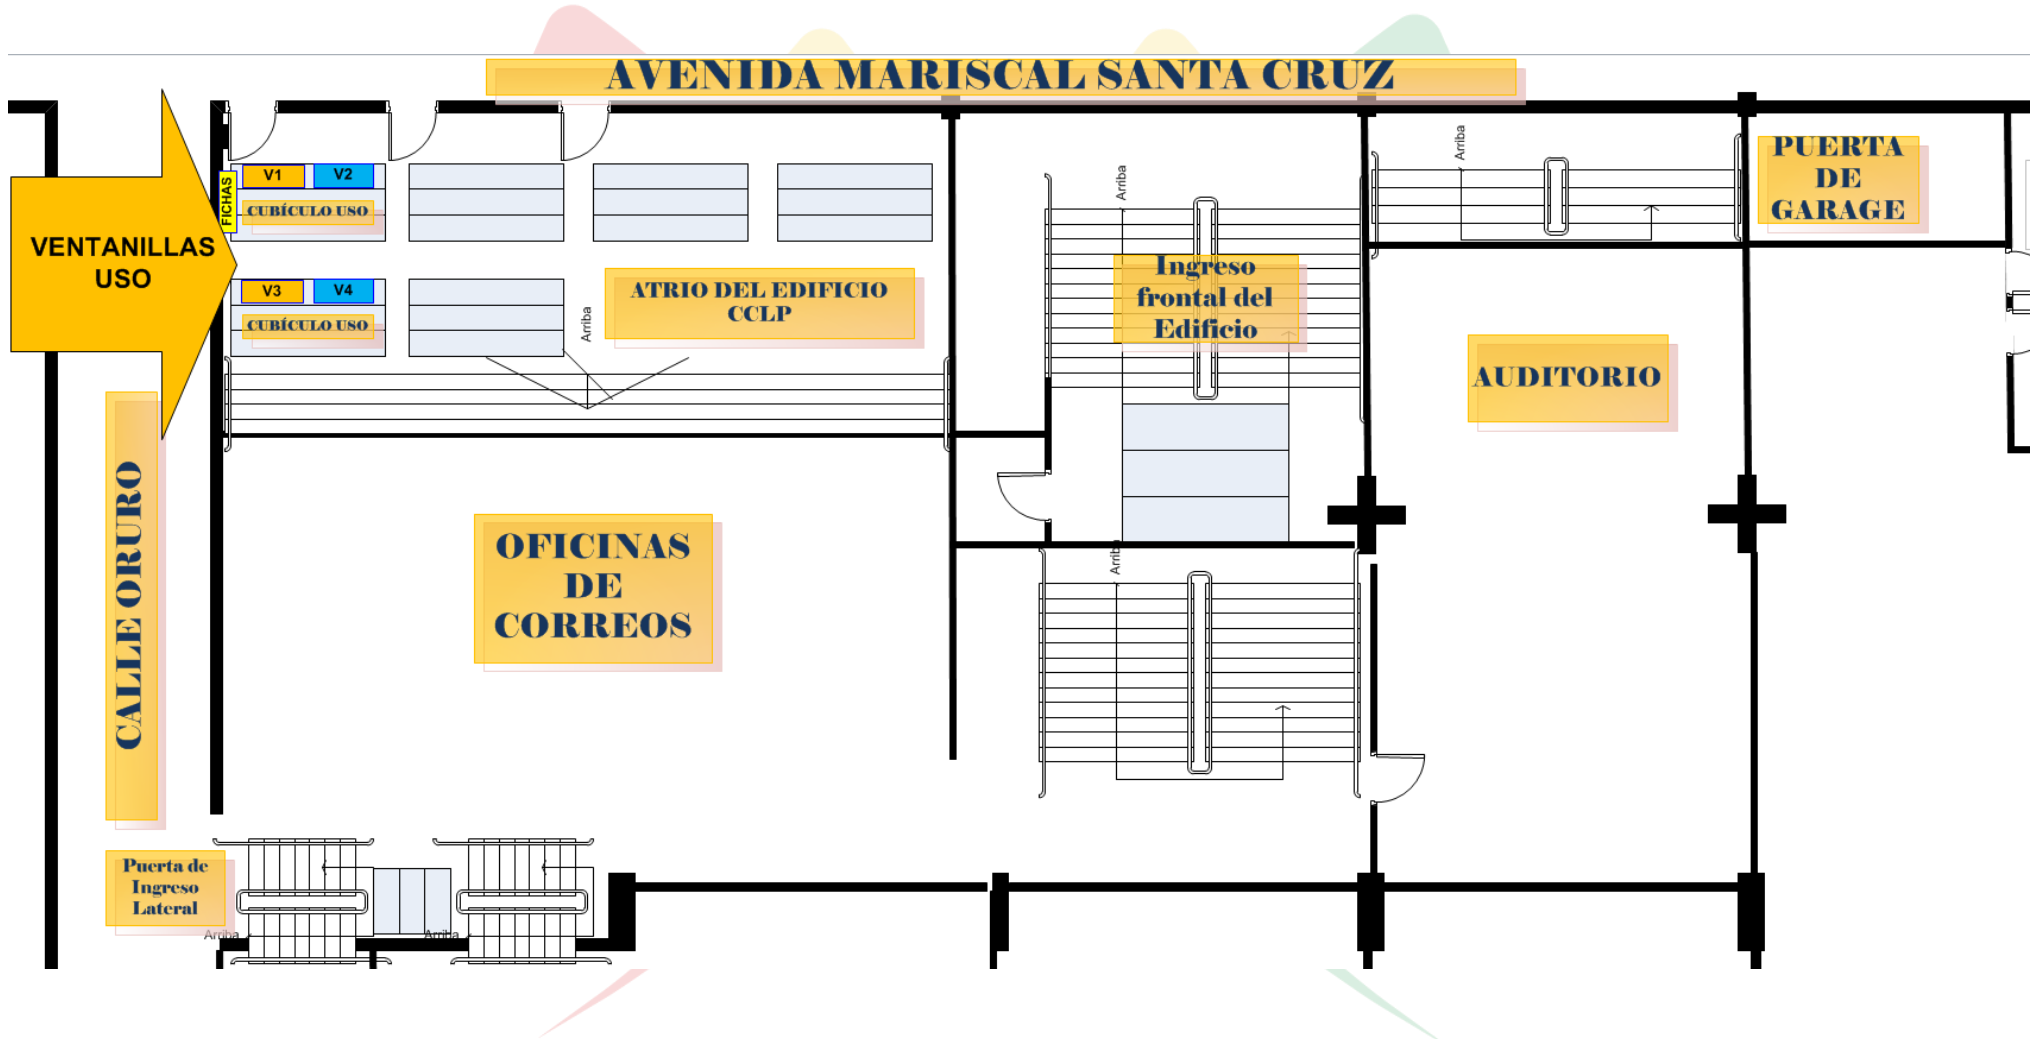 AVENIDA MARISCAL SANTA CRUZ
VENTANILLAS
USO
FICHAS
V1
V2
CUBÍCULO USO
V3
V4
CUBÍCULO USO
ATRIO DEL EDIFICIO
CCLP
Arriba
Arriba
Ingreso
frontal del
Edificio
Arriba
PUERTA
DE
GARAGE
AUDITORIO
CALLE ORURO
OFICINAS
DE
CORREOS
Arriba
Puerta de
Ingreso
Lateral
Arriba
Arriba